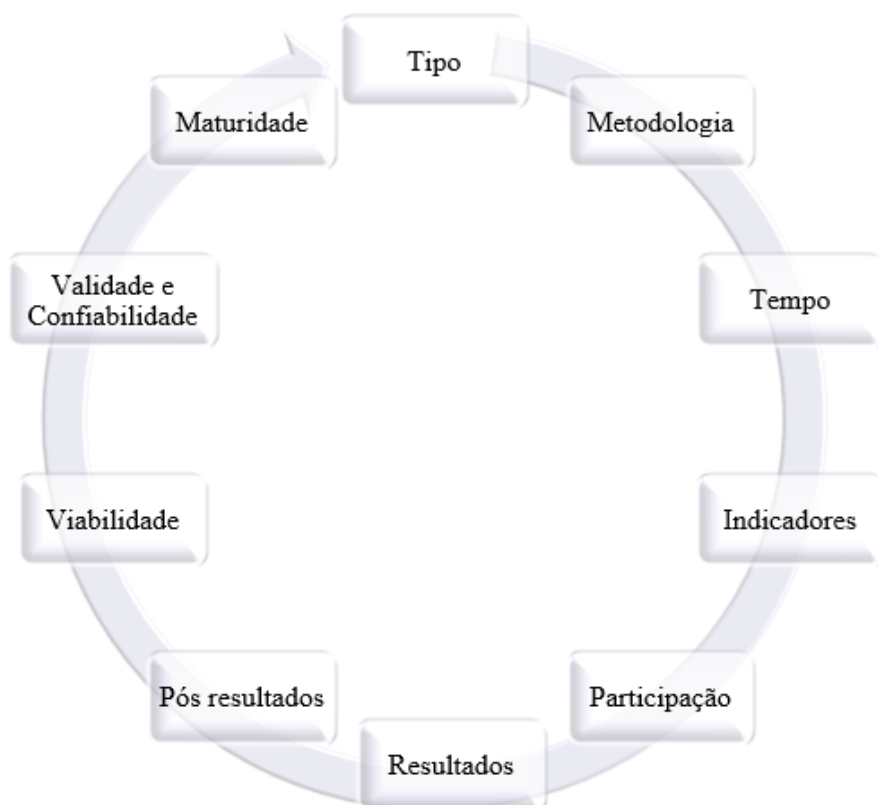 Tipo
Metodologia
Tempo
Indicadores
Participação
Resultados
Pós resultados
Viabilidade
Validade e
Confiabilidade
Maturidade